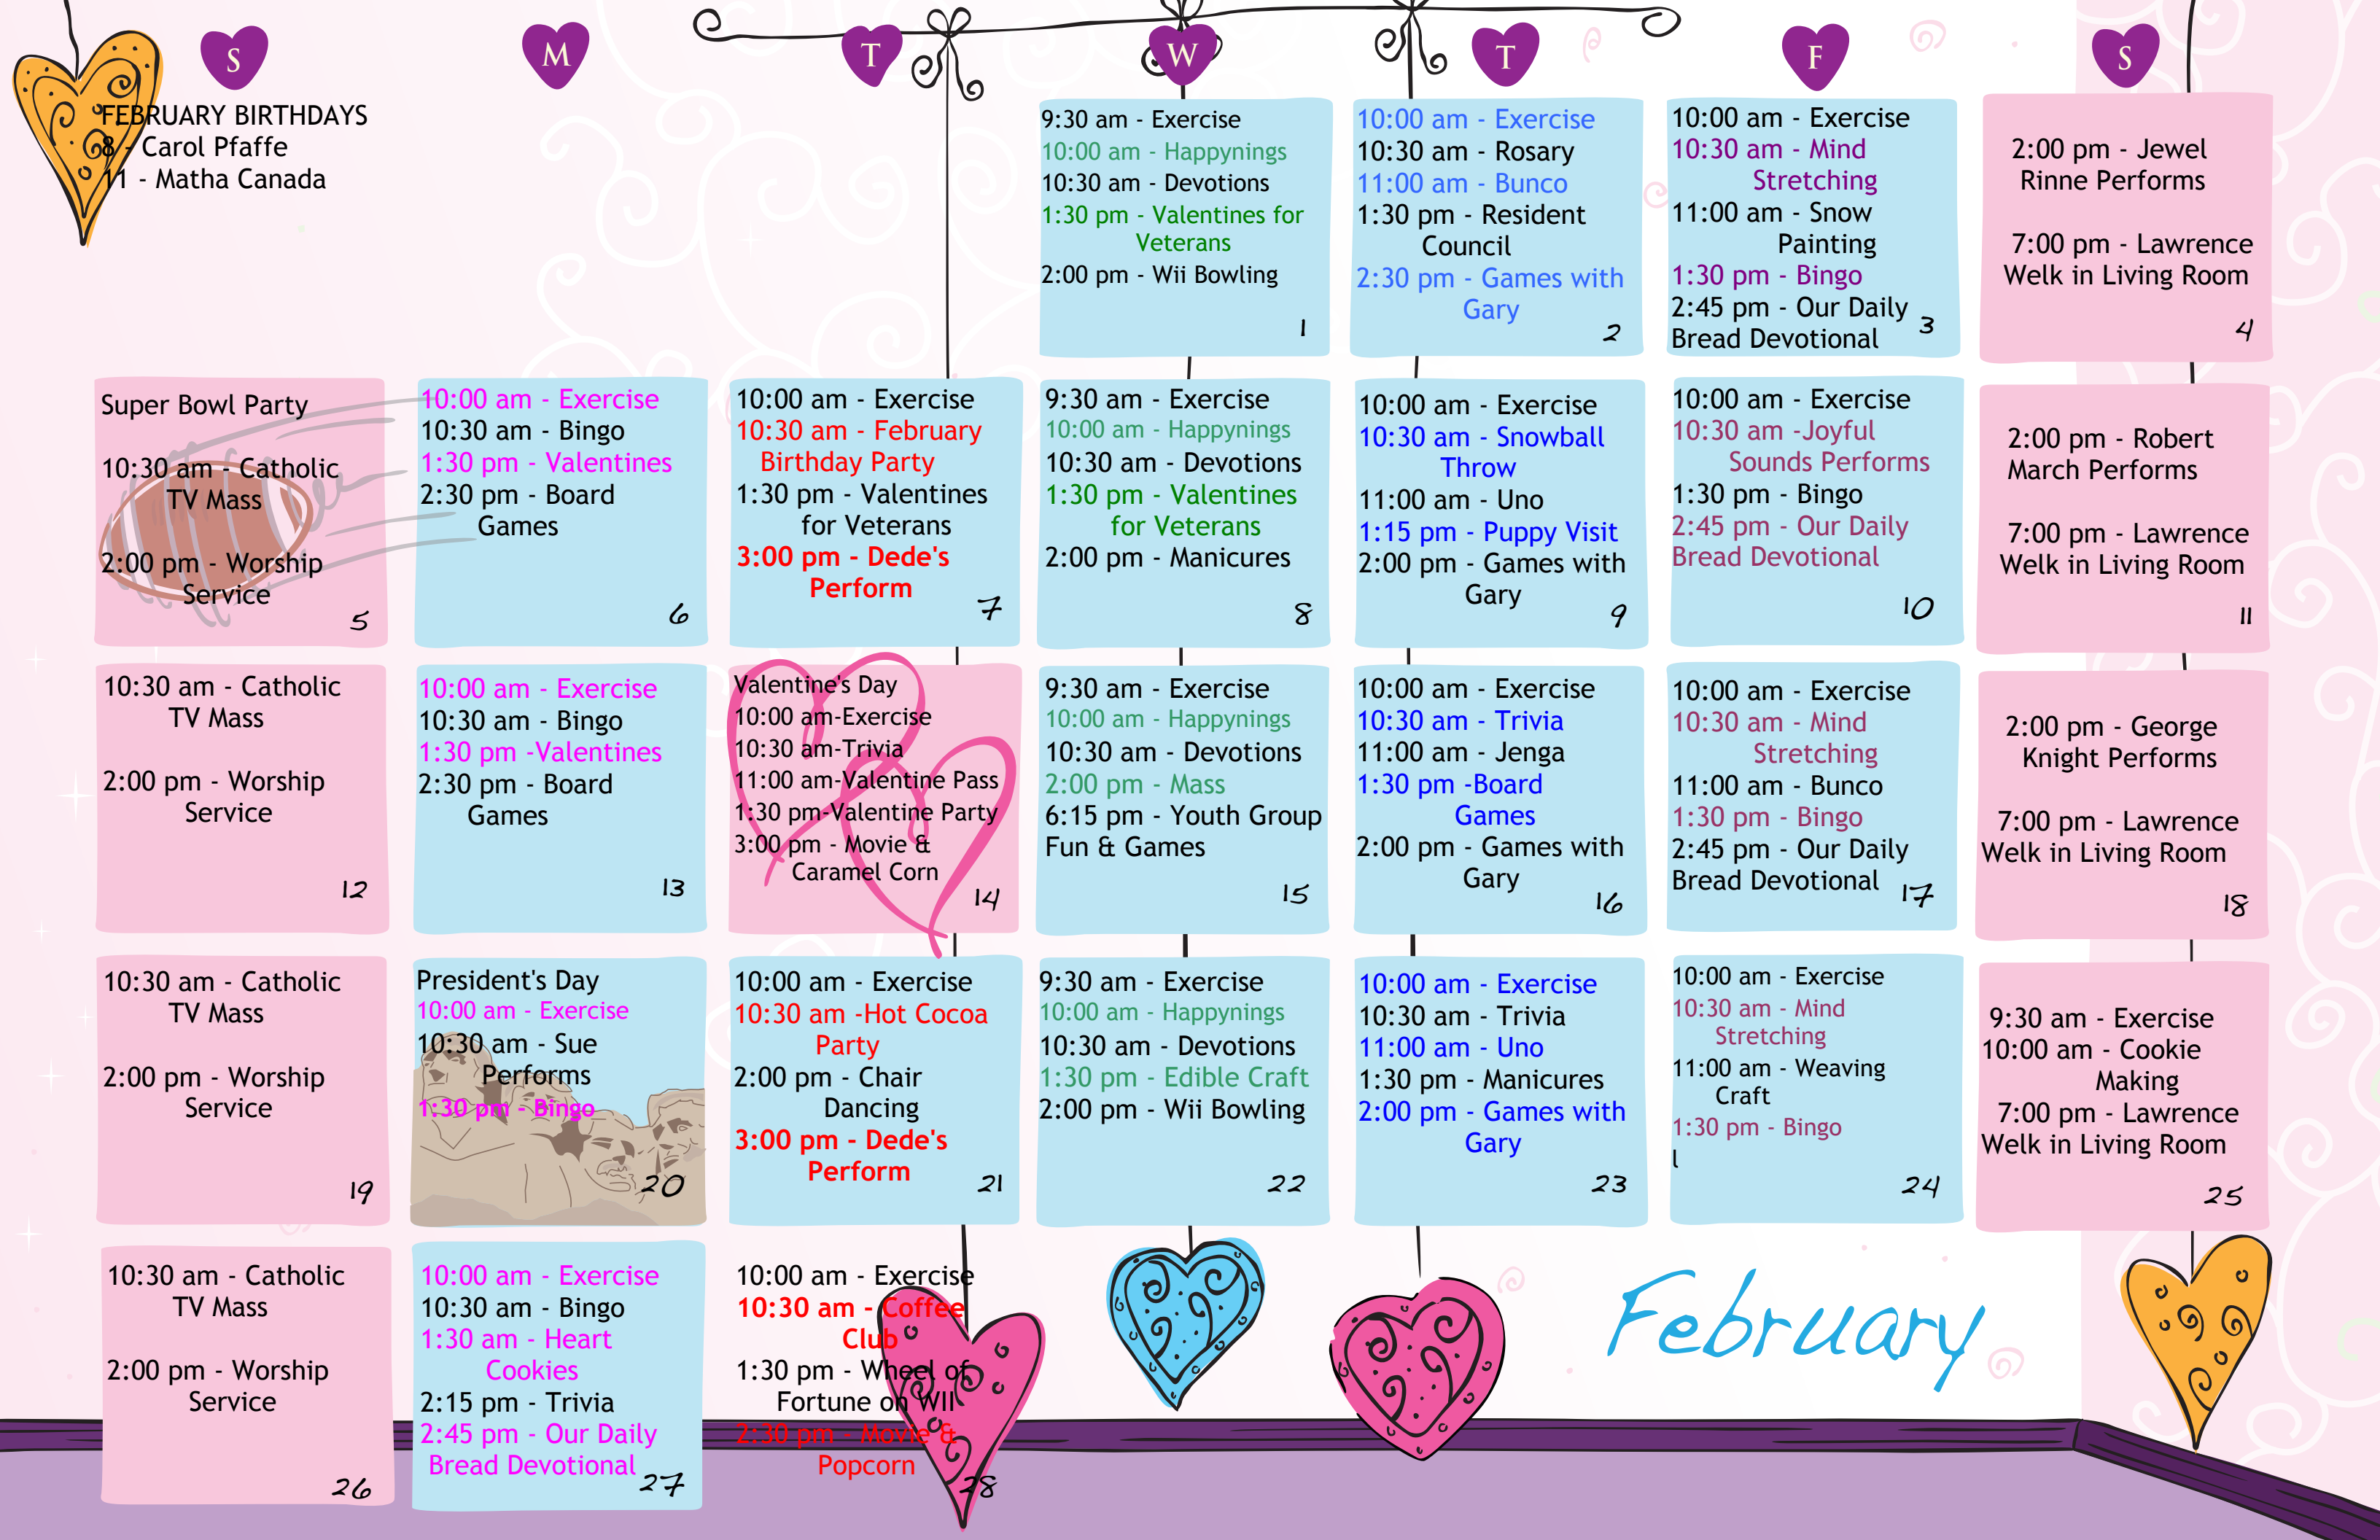 S
M
T
W
T
F
S
FEBRUARY BIRTHDAYS
8 - Carol Pfaffe
11 - Matha Canada
9:30 am - Exercise
10:00 am - Happynings
10:30 am - Devotions
1:30 pm - Valentines for
Veterans
2:00 pm - Wii Bowling
1
10:00 am - Exercise
10:30 am - Rosary
11:00 am - Bunco
1:30 pm - Resident
Council
2:30 pm - Games with
Gary
2
10:00 am - Exercise
10:30 am - Mind
Stretching
11:00 am - Snow
Painting
1:30 pm - Bingo
2:45 pm - Our Daily
Bread Devotional
3
2:00 pm - Jewel
Rinne Performs
7:00 pm - Lawrence
Welk in Living Room
4
Super Bowl Party
10:30 am - Catholic
TV Mass
2:00 pm - Worship
Service
5
10:00 am - Exercise
10:30 am - Bingo
1:30 pm - Valentines
2:30 pm - Board
Games
6
10:00 am - Exercise
10:30 am - February
Birthday Party
1:30 pm - Valentines
for Veterans
3:00 pm - Dede's
Perform
7
9:30 am - Exercise
10:00 am - Happynings
10:30 am - Devotions
1:30 pm - Valentines
for Veterans
2:00 pm - Manicures
8
10:00 am - Exercise
10:30 am - Snowball
Throw
11:00 am - Uno
1:15 pm - Puppy Visit
2:00 pm - Games with
Gary
9
10:00 am - Exercise
10:30 am -Joyful
Sounds Performs
1:30 pm - Bingo
2:45 pm - Our Daily
Bread Devotional
10
2:00 pm - Robert
March Performs
7:00 pm - Lawrence
Welk in Living Room
11
10:30 am - Catholic
TV Mass
2:00 pm - Worship
Service
12
10:00 am - Exercise
10:30 am - Bingo
1:30 pm -Valentines
2:30 pm - Board
Games
13
Valentine's Day
10:00 am-Exercise
10:30 am-Trivia
11:00 am-Valentine Pass
1:30 pm-Valentine Party
3:00 pm - Movie &
Caramel Corn
14
9:30 am - Exercise
10:00 am - Happynings
10:30 am - Devotions
2:00 pm - Mass
6:15 pm - Youth Group
Fun & Games
15
10:00 am - Exercise
10:30 am - Trivia
11:00 am - Jenga
1:30 pm -Board
Games
2:00 pm - Games with
Gary
16
10:00 am - Exercise
10:30 am - Mind
Stretching
11:00 am - Bunco
1:30 pm - Bingo
2:45 pm - Our Daily
Bread Devotional
17
2:00 pm - George
Knight Performs
7:00 pm - Lawrence
Welk in Living Room
18
10:30 am - Catholic
TV Mass
2:00 pm - Worship
Service
19
President's Day
10:00 am - Exercise
10:30 am - Sue
Performs
1:30 pm - Bingo
20
10:00 am - Exercise
10:30 am -Hot Cocoa
Party
2:00 pm - Chair
Dancing
3:00 pm - Dede's
Perform
21
9:30 am - Exercise
10:00 am - Happynings
10:30 am - Devotions
1:30 pm - Edible Craft
2:00 pm - Wii Bowling
22
10:00 am - Exercise
10:30 am - Trivia
11:00 am - Uno
1:30 pm - Manicures
2:00 pm - Games with
Gary
23
10:00 am - Exercise
10:30 am - Mind
Stretching
11:00 am - Weaving
Craft
1:30 pm - Bingo
l
24
9:30 am - Exercise
10:00 am - Cookie
Making
7:00 pm - Lawrence
Welk in Living Room
25
10:30 am - Catholic
TV Mass
2:00 pm - Worship
Service
26
10:00 am - Exercise
10:30 am - Bingo
1:30 am - Heart
Cookies
2:15 pm - Trivia
2:45 pm - Our Daily
Bread Devotional
27
10:00 am - Exercise
10:30 am - Coffee
Club
1:30 pm - Wheel of
Fortune on WII
2:30 pm - Movie &
Popcorn
28
February